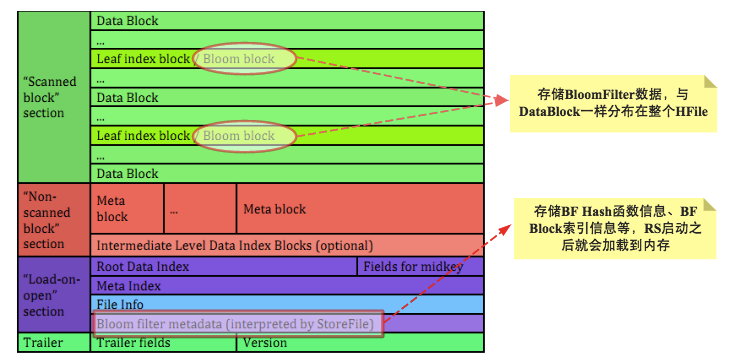 Data Block
...
Leaf index block / Bloom block
...
Data Block
...
Leaf index block / Bloom block
...
Data Block
"Scanned
block"
section
"Non-
scanned
block"
section
Meta
block
...
Meta block
Intermediate Level Data Index Blocks (optional)
"Load-on-
open"
section
Root Data Index
Fields for midkey
Meta Index
File Info
Bloom filter metadata (interpreted by StoreFile)
Trailer
Trailer fields
Version
存储BloomFilter数据，与
DataBlock一样分布在整个HFile
存储BF Hash函数信息、BF
Block索引信息等，RS启动之
后就会加载到内存